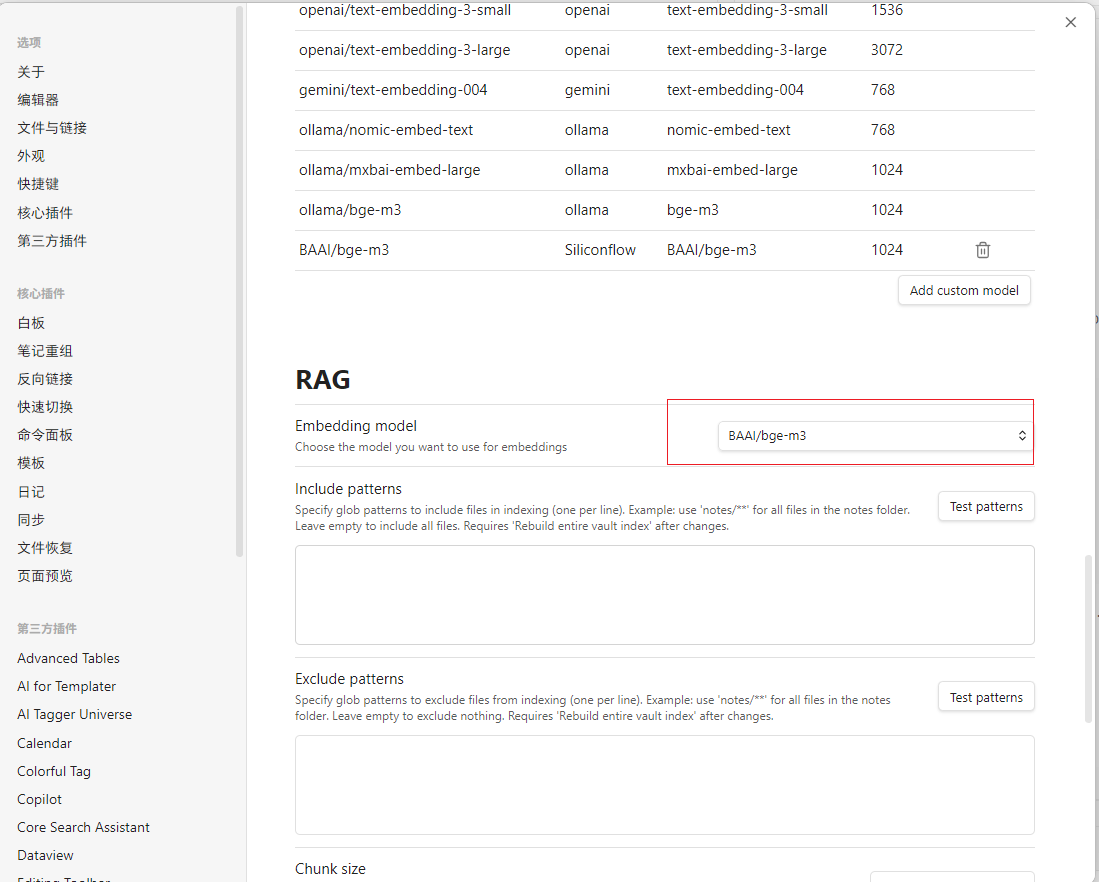 选项
关于
编辑器
文件与链接
外观
快捷键
核心插件
第三方插件
核心插件
白板
笔记重组
反向链接
快速切换
命令面板
模板
日记
同步
文件恢复
页面预览
第三方插件
Advanced Tables
AI for Templater
AI Tagger Universe
Calendar
Colorful Tag
Copilot
Core Search Assistant
Dataview
Editing Toolbar
openai/text-embedding-3-small openai text-embedding-3-small 1536
openai/text-embedding-3-large openai text-embedding-3-large 3072
gemini/text-embedding-004 gemini text-embedding-004 768
ollama/nomic-embed-text ollama nomic-embed-text 768
ollama/mxbai-embed-large ollama mxbai-embed-large 1024
ollama/bge-m3 ollama bge-m3 1024
BAAI/bge-m3 Siliconflow BAAI/bge-m3 1024
Add custom model
RAG
Embedding model
Choose the model you want to use for embeddings
BAAI/bge-m3
Include patterns
Specify glob patterns to include files in indexing (one per line). Example: use 'notes/**' for all files in the notes folder.
Leave empty to include all files. Requires 'Rebuild entire vault index' after changes.
Test patterns
Exclude patterns
Specify glob patterns to exclude files from indexing (one per line). Example: use 'notes/**' for all files in the notes
folder. Leave empty to exclude nothing. Requires 'Rebuild entire vault index' after changes.
Test patterns
Chunk size